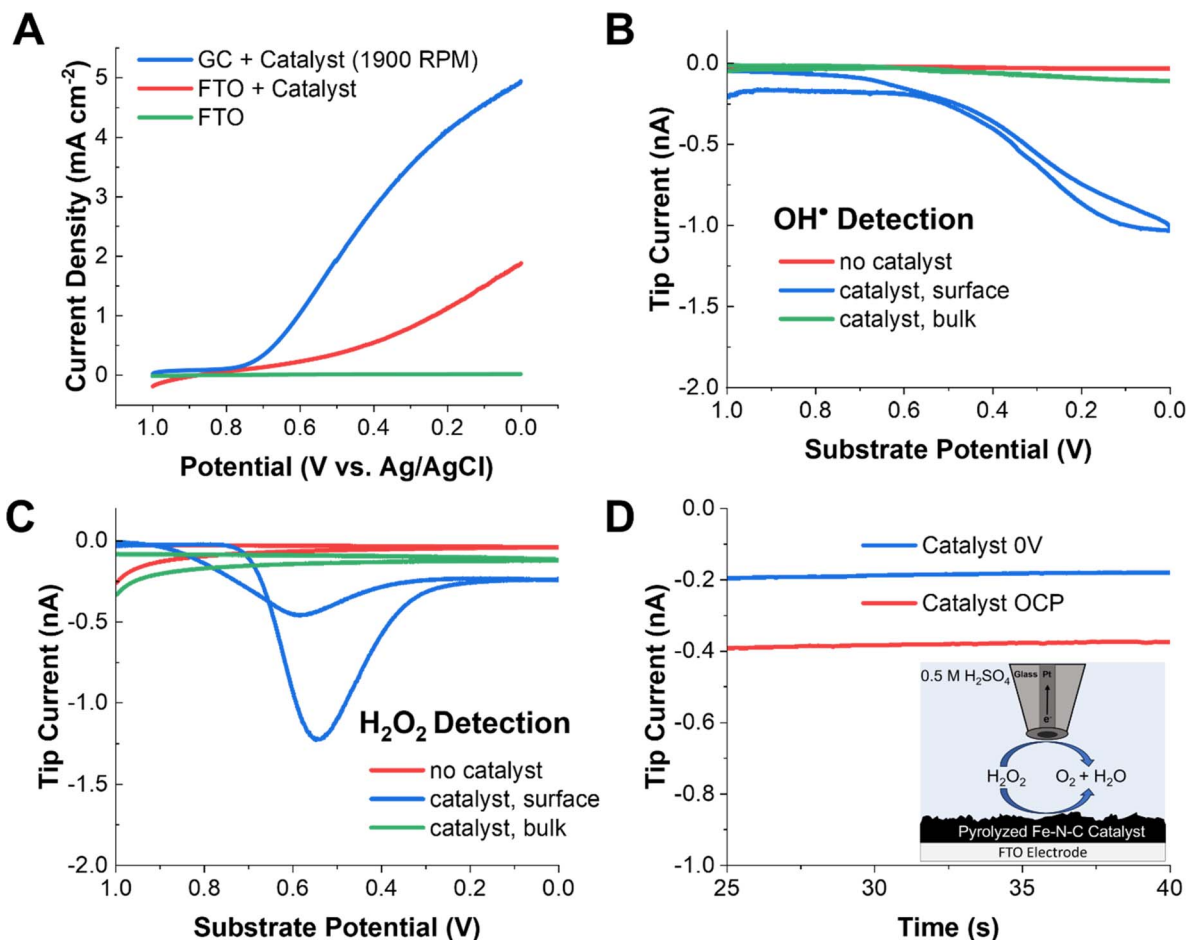 A
GC + Catalyst (1900 RPM)
FTO + Catalyst
FTO
5
4
3
2
1
0
1.0
0.8
0.6
0.4
0.2
0.0
Current Density (mA cm⁻²)
Potential (V vs. Ag/AgCl)
B
0.0
-0.5
-1.0
-1.5
-2.0
1.0
0.8
0.6
0.4
0.2
0.0
OH• Detection
no catalyst
catalyst, surface
catalyst, bulk
Tip Current (nA)
Substrate Potential (V)
C
0.0
-0.5
-1.0
-1.5
-2.0
1.0
0.8
0.6
0.4
0.2
0.0
H₂O₂ Detection
no catalyst
catalyst, surface
catalyst, bulk
Tip Current (nA)
Substrate Potential (V)
D
0.0
-0.2
-0.4
-0.6
-0.8
-1.0
25
30
35
40
Catalyst 0V
Catalyst OCP
0.5 M H₂SO₄
Glass
Pt
e⁻
H₂O₂
O₂ + H₂O
Pyrolyzed Fe-N-C Catalyst
FTO Electrode
Tip Current (nA)
Time (s)